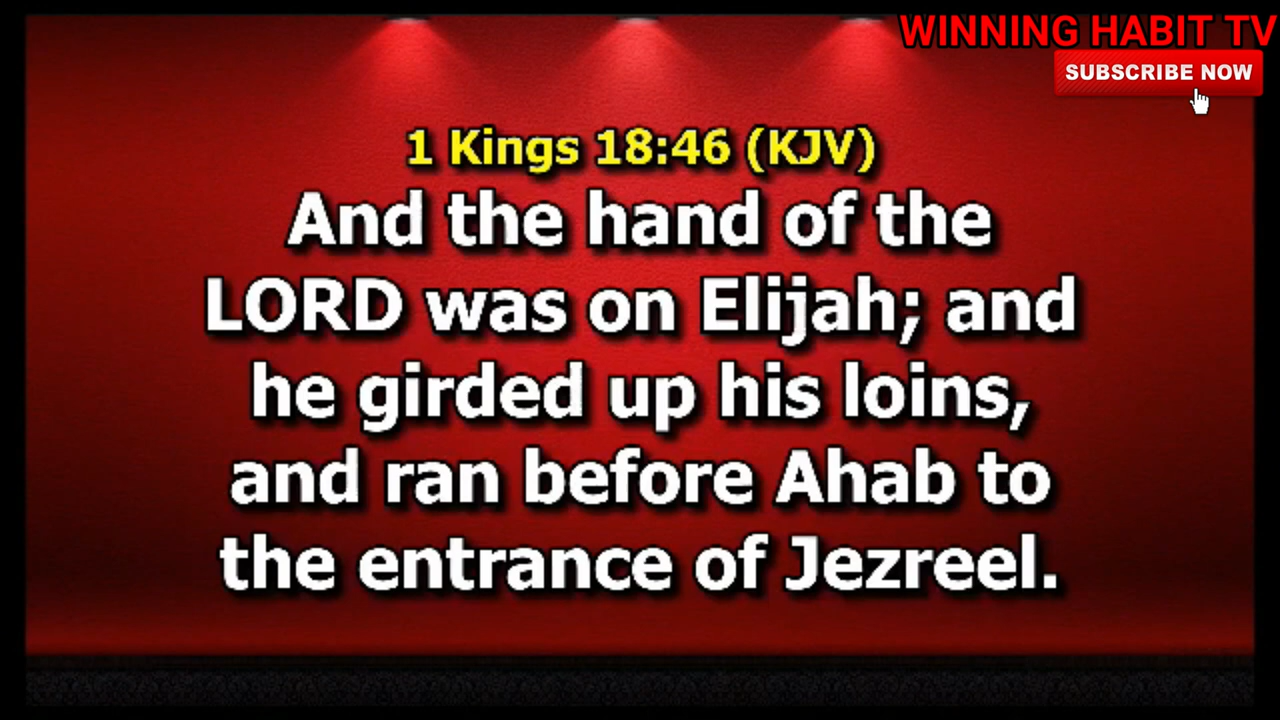 WINNING HABIT TV
SUBSCRIBE NOW
1 Kings 18:46 (KJV)
And the hand of the
LORD was on Elijah; and
he girded up his loins,
and ran before Ahab to
the entrance of Jezreel.